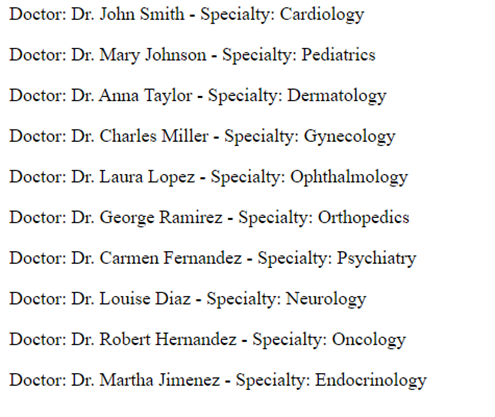 Doctor: Dr. John Smith - Specialty: Cardiology
Doctor: Dr. Mary Johnson - Specialty: Pediatrics
Doctor: Dr. Anna Taylor - Specialty: Dermatology
Doctor: Dr. Charles Miller - Specialty: Gynecology
Doctor: Dr. Laura Lopez - Specialty: Ophthalmology
Doctor: Dr. George Ramirez - Specialty: Orthopedics
Doctor: Dr. Carmen Fernandez - Specialty: Psychiatry
Doctor: Dr. Louise Diaz - Specialty: Neurology
Doctor: Dr. Robert Hernandez - Specialty: Oncology
Doctor: Dr. Martha Jimenez - Specialty: Endocrinology